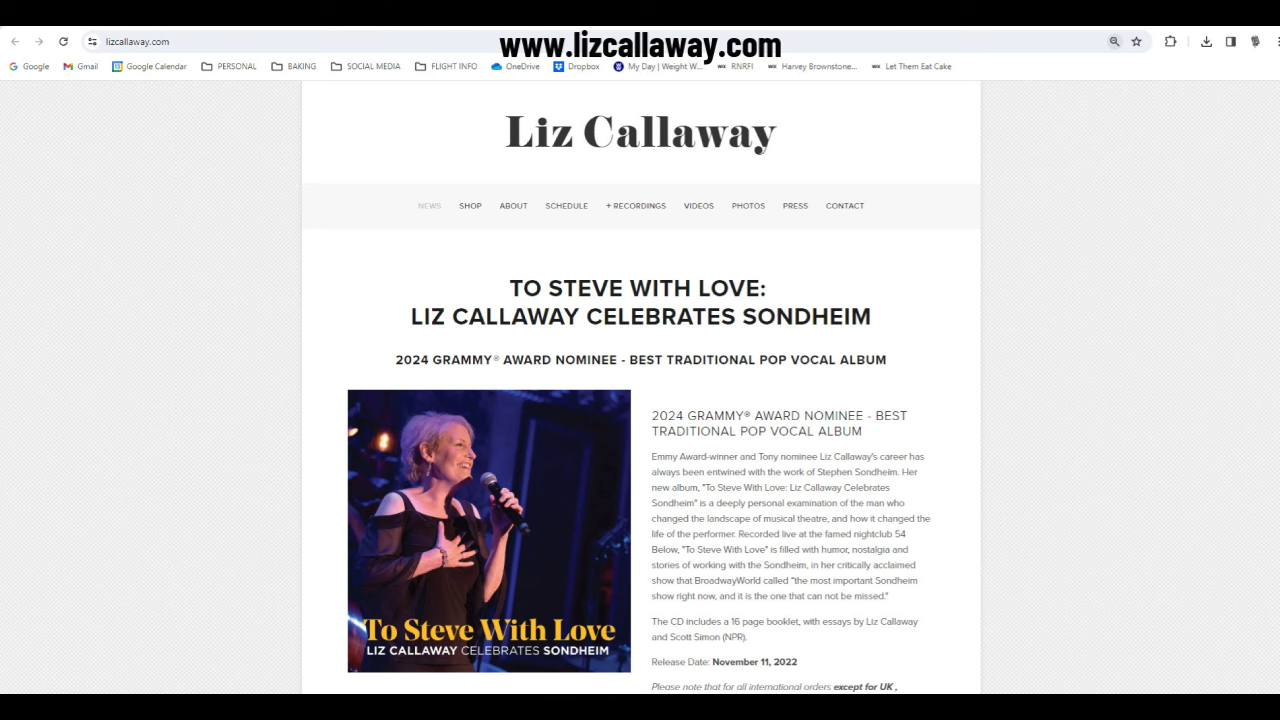 www.lizcallaway.com
lizcallaway.com
Google
Gmail
Google Calendar
PERSONAL
BAKING
SOCIAL MEDIA
FLIGHT INFO
OneDrive
Dropbox
My Day | Weight W...
WIX RNRFI
WIX Harvey Brownstone...
WIX Let Them Eat Cake
Liz Callaway
NEWS
SHOP
ABOUT
SCHEDULE
+ RECORDINGS
VIDEOS
PHOTOS
PRESS
CONTACT
TO STEVE WITH LOVE:
LIZ CALLAWAY CELEBRATES SONDHEIM
2024 GRAMMY® AWARD NOMINEE - BEST TRADITIONAL POP VOCAL ALBUM
To Steve With Love
LIZ CALLAWAY CELEBRATES SONDHEIM
2024 GRAMMY® AWARD NOMINEE - BEST
TRADITIONAL POP VOCAL ALBUM
Emmy Award-winner and Tony nominee Liz Callaway's career has
always been entwined with the work of Stephen Sondheim. Her
new album, "To Steve With Love: Liz Callaway Celebrates
Sondheim" is a deeply personal examination of the man who
changed the landscape of musical theatre, and how it changed the
life of the performer. Recorded live at the famed nightclub 54
Below, "To Steve With Love" is filled with humor, nostalgia and
stories of working with the Sondheim, in her critically acclaimed
show that BroadwayWorld called "the most important Sondheim
show right now, and it is the one that can not be missed."
The CD includes a 16 page booklet, with essays by Liz Callaway
and Scott Simon (NPR).
Release Date: November 11, 2022
Please note that for all international orders except for UK ,